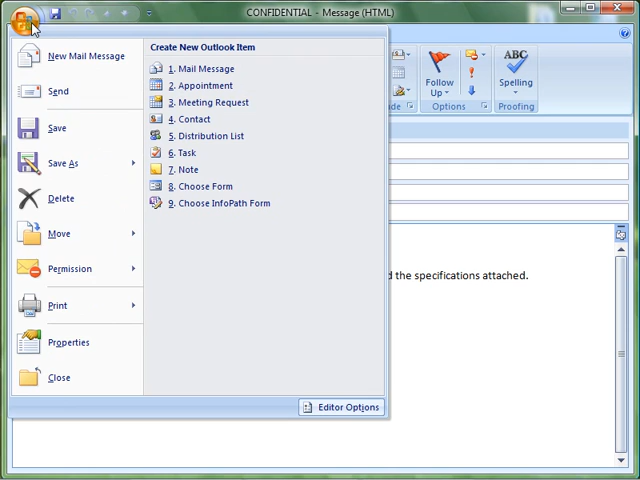 CONFIDENTIAL - Message (HTML)
New Mail Message
Send
Save
Save As
Delete
Move
Permission
Print
Properties
Close
Create New Outlook Item
1. Mail Message
2. Appointment
3. Meeting Request
4. Contact
5. Distribution List
6. Task
7. Note
8. Choose Form
9. Choose InfoPath Form
Editor Options
Follow
Up
Options
ABC
Spelling
Proofing
d the specifications attached.